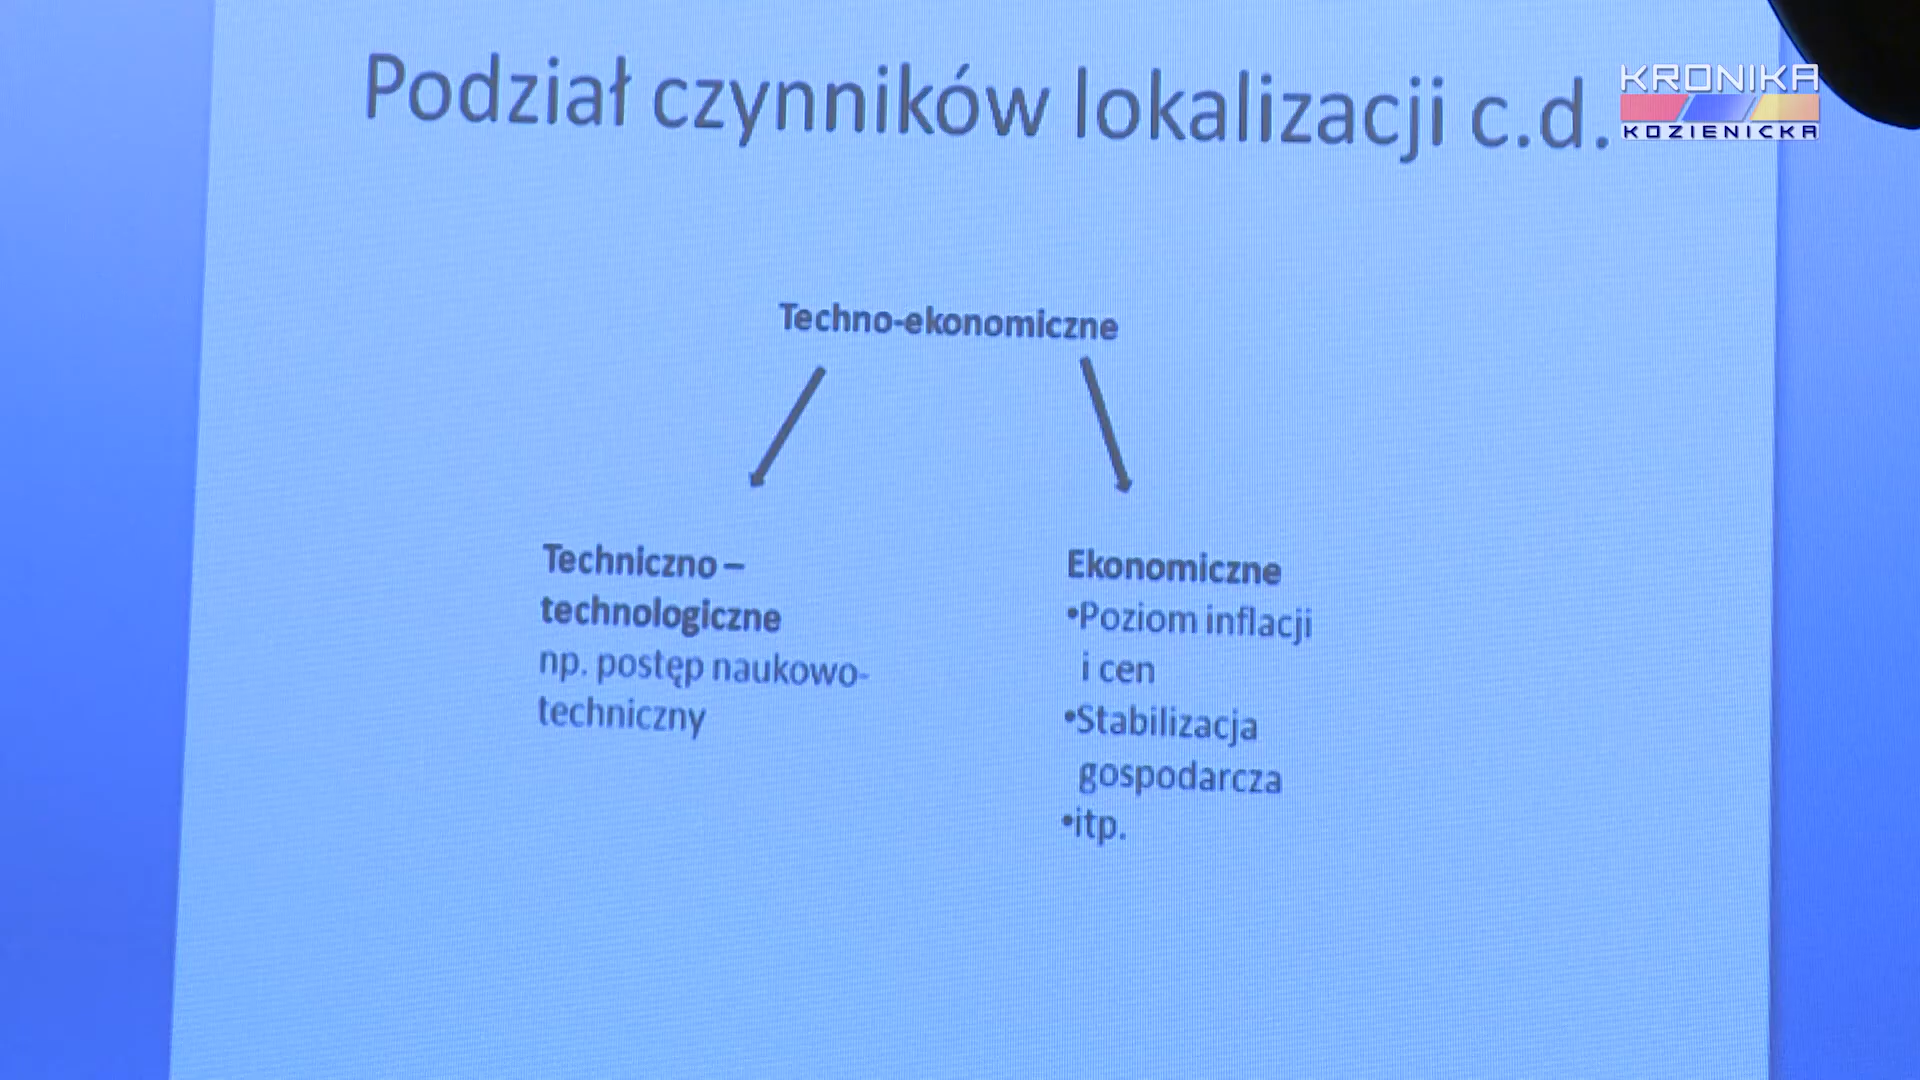 Podział czynników lokalizacji c.d.
KRONIKA
KOZIENICKA
Techno-ekonomiczne
Techniczno –
technologiczne
np. postęp naukowo-
techniczny
Ekonomiczne
•Poziom inflacji
i cen
•Stabilizacja
gospodarcza
•itp.